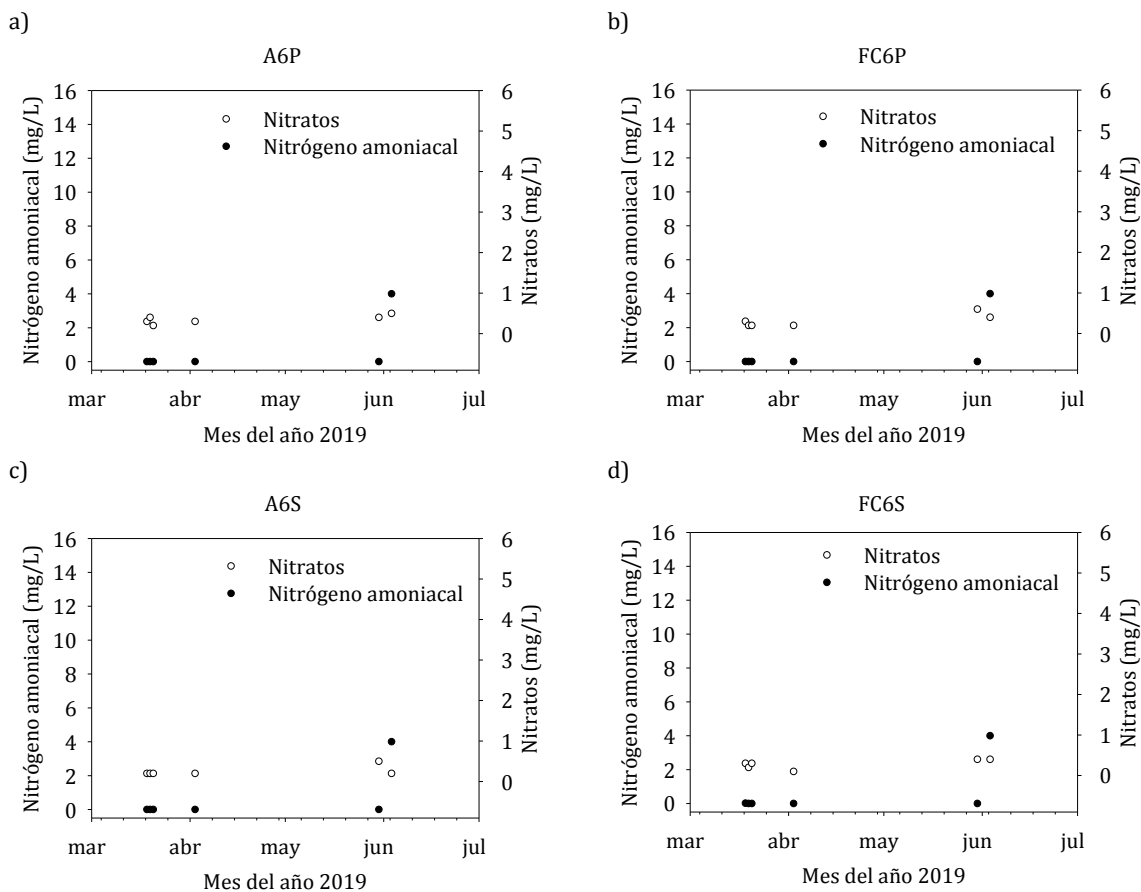 a)
A6P
Nitrógeno amoniacal (mg/L)
16
14
12
10
8
6
4
2
0
Nitratos
Nitrógeno amoniacal
6
5
4
3
2
1
0
Nitratos (mg/L)
mar abr may jun jul
Mes del año 2019
b)
FC6P
Nitrógeno amoniacal (mg/L)
16
14
12
10
8
6
4
2
0
Nitratos
Nitrógeno amoniacal
6
5
4
3
2
1
0
Nitratos (mg/L)
mar abr may jun jul
Mes del año 2019
c)
A6S
Nitrógeno amoniacal (mg/L)
16
14
12
10
8
6
4
2
0
Nitratos
Nitrógeno amoniacal
6
5
4
3
2
1
0
Nitratos (mg/L)
mar abr may jun jul
Mes del año 2019
d)
FC6S
Nitrógeno amoniacal (mg/L)
16
14
12
10
8
6
4
2
0
Nitratos
Nitrógeno amoniacal
6
5
4
3
2
1
0
Nitratos (mg/L)
mar abr may jun jul
Mes del año 2019